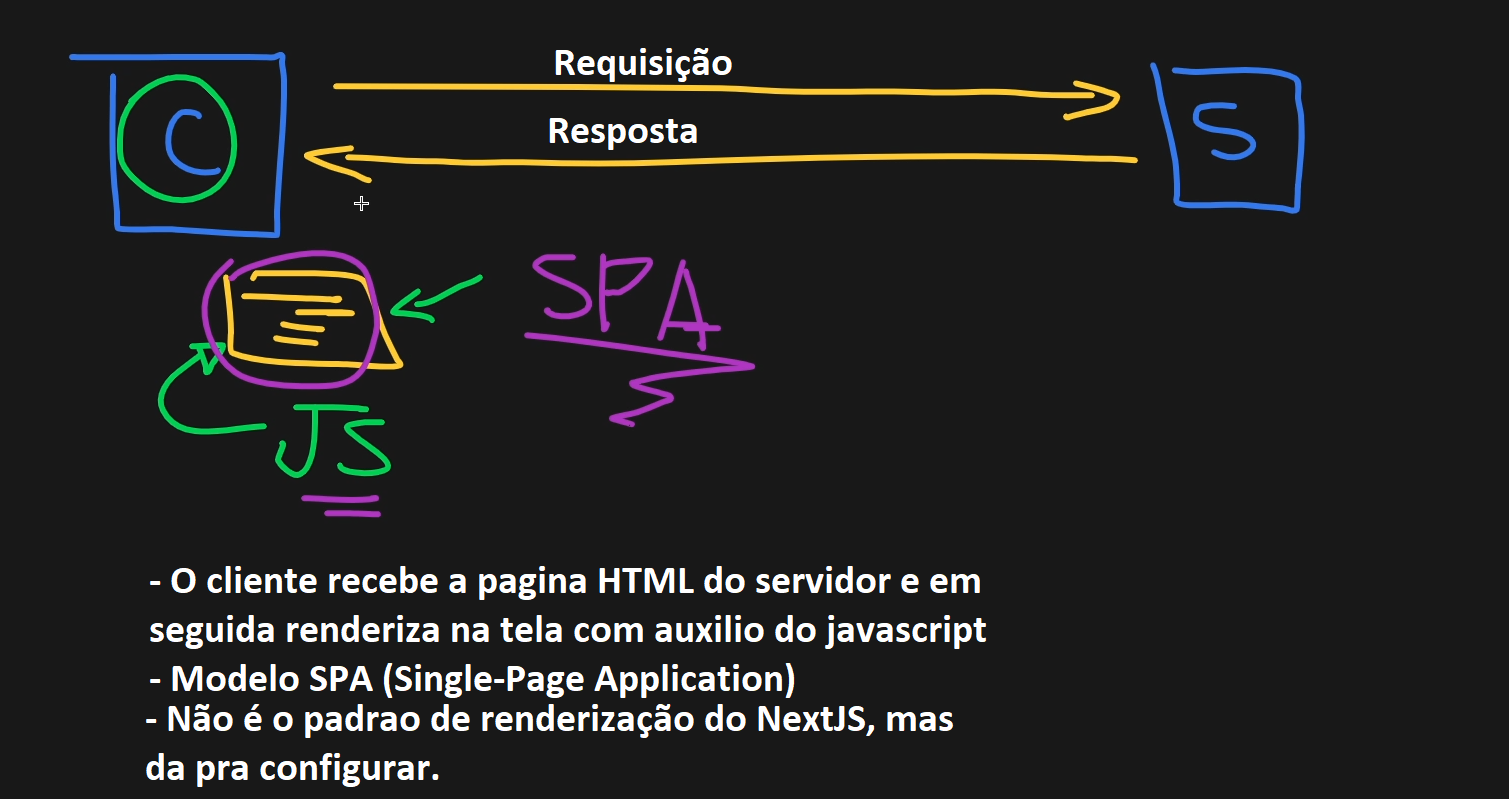 Requisição
C
S
Resposta
SPA
JS
- O cliente recebe a pagina HTML do servidor e em
seguida renderiza na tela com auxilio do javascript
- Modelo SPA (Single-Page Application)
- Não é o padrao de renderização do NextJS, mas
da pra configurar.